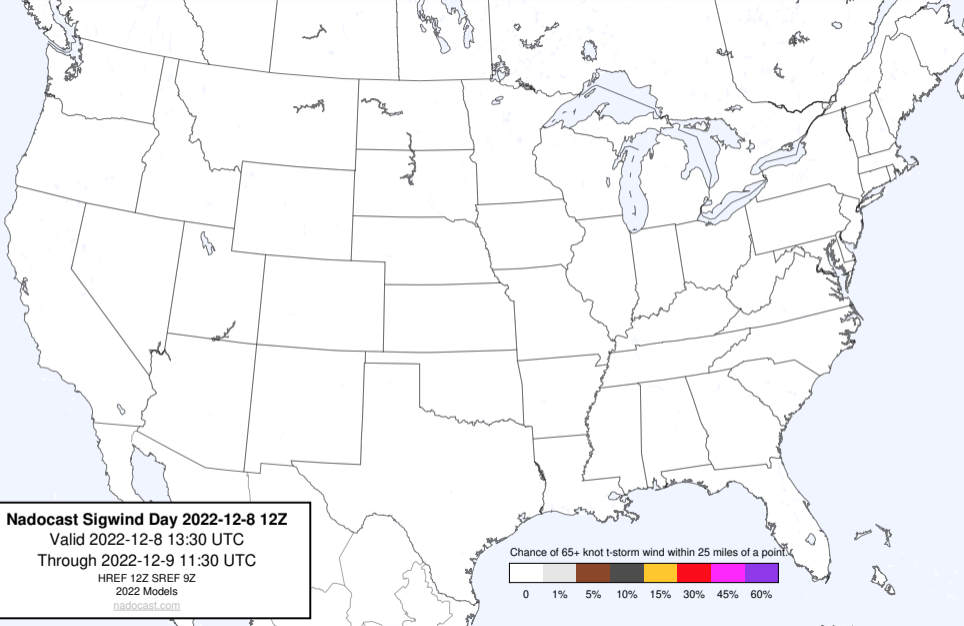 Nadocast Sigwind Day 2022-12-8 12Z
Valid 2022-12-8 13:30 UTC
Through 2022-12-9 11:30 UTC
HREF 12Z SREF 9Z
2022 Models
nadocast.com
Chance of 65+ knot t-storm wind within 25 miles of a point.
0 1% 5% 10% 15% 30% 45% 60%